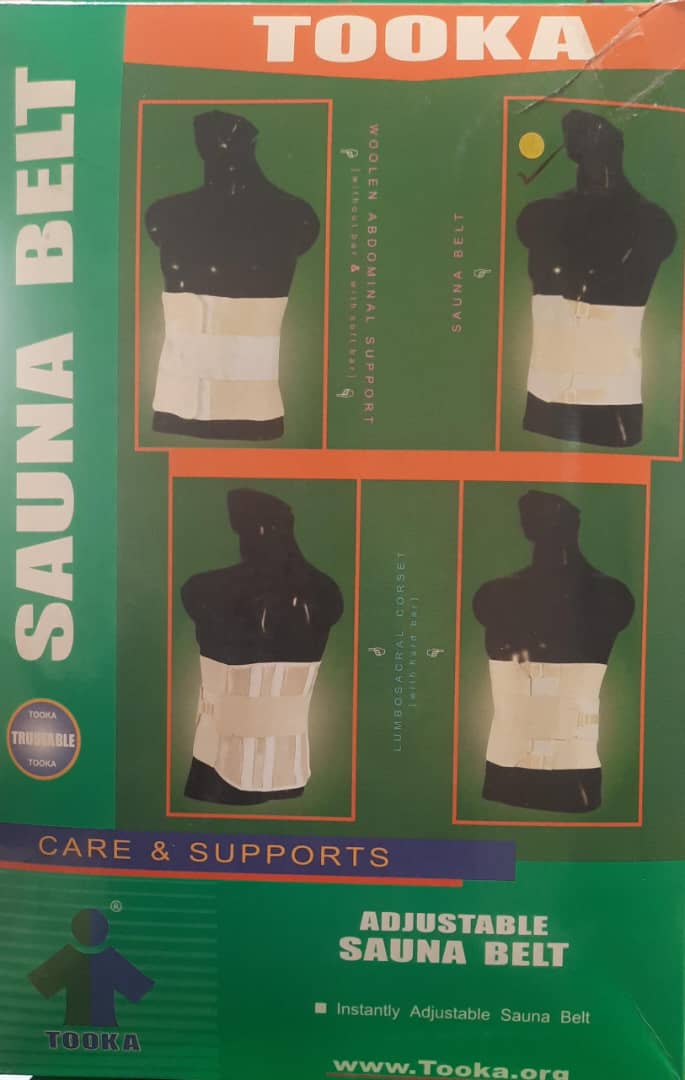 TOOKA
SAUNA BELT
WOOLEN ABDOMINAL SUPPORT
[without bar & with soft bar]
SAUNA BELT
LUMBOSACRAL CORSET
[with hard bar]
TOOKA
TRUSTABLE
TOOKA
CARE & SUPPORTS
®
TOOKA
ADJUSTABLE
SAUNA BELT
Instantly Adjustable Sauna Belt
www.Tooka.org